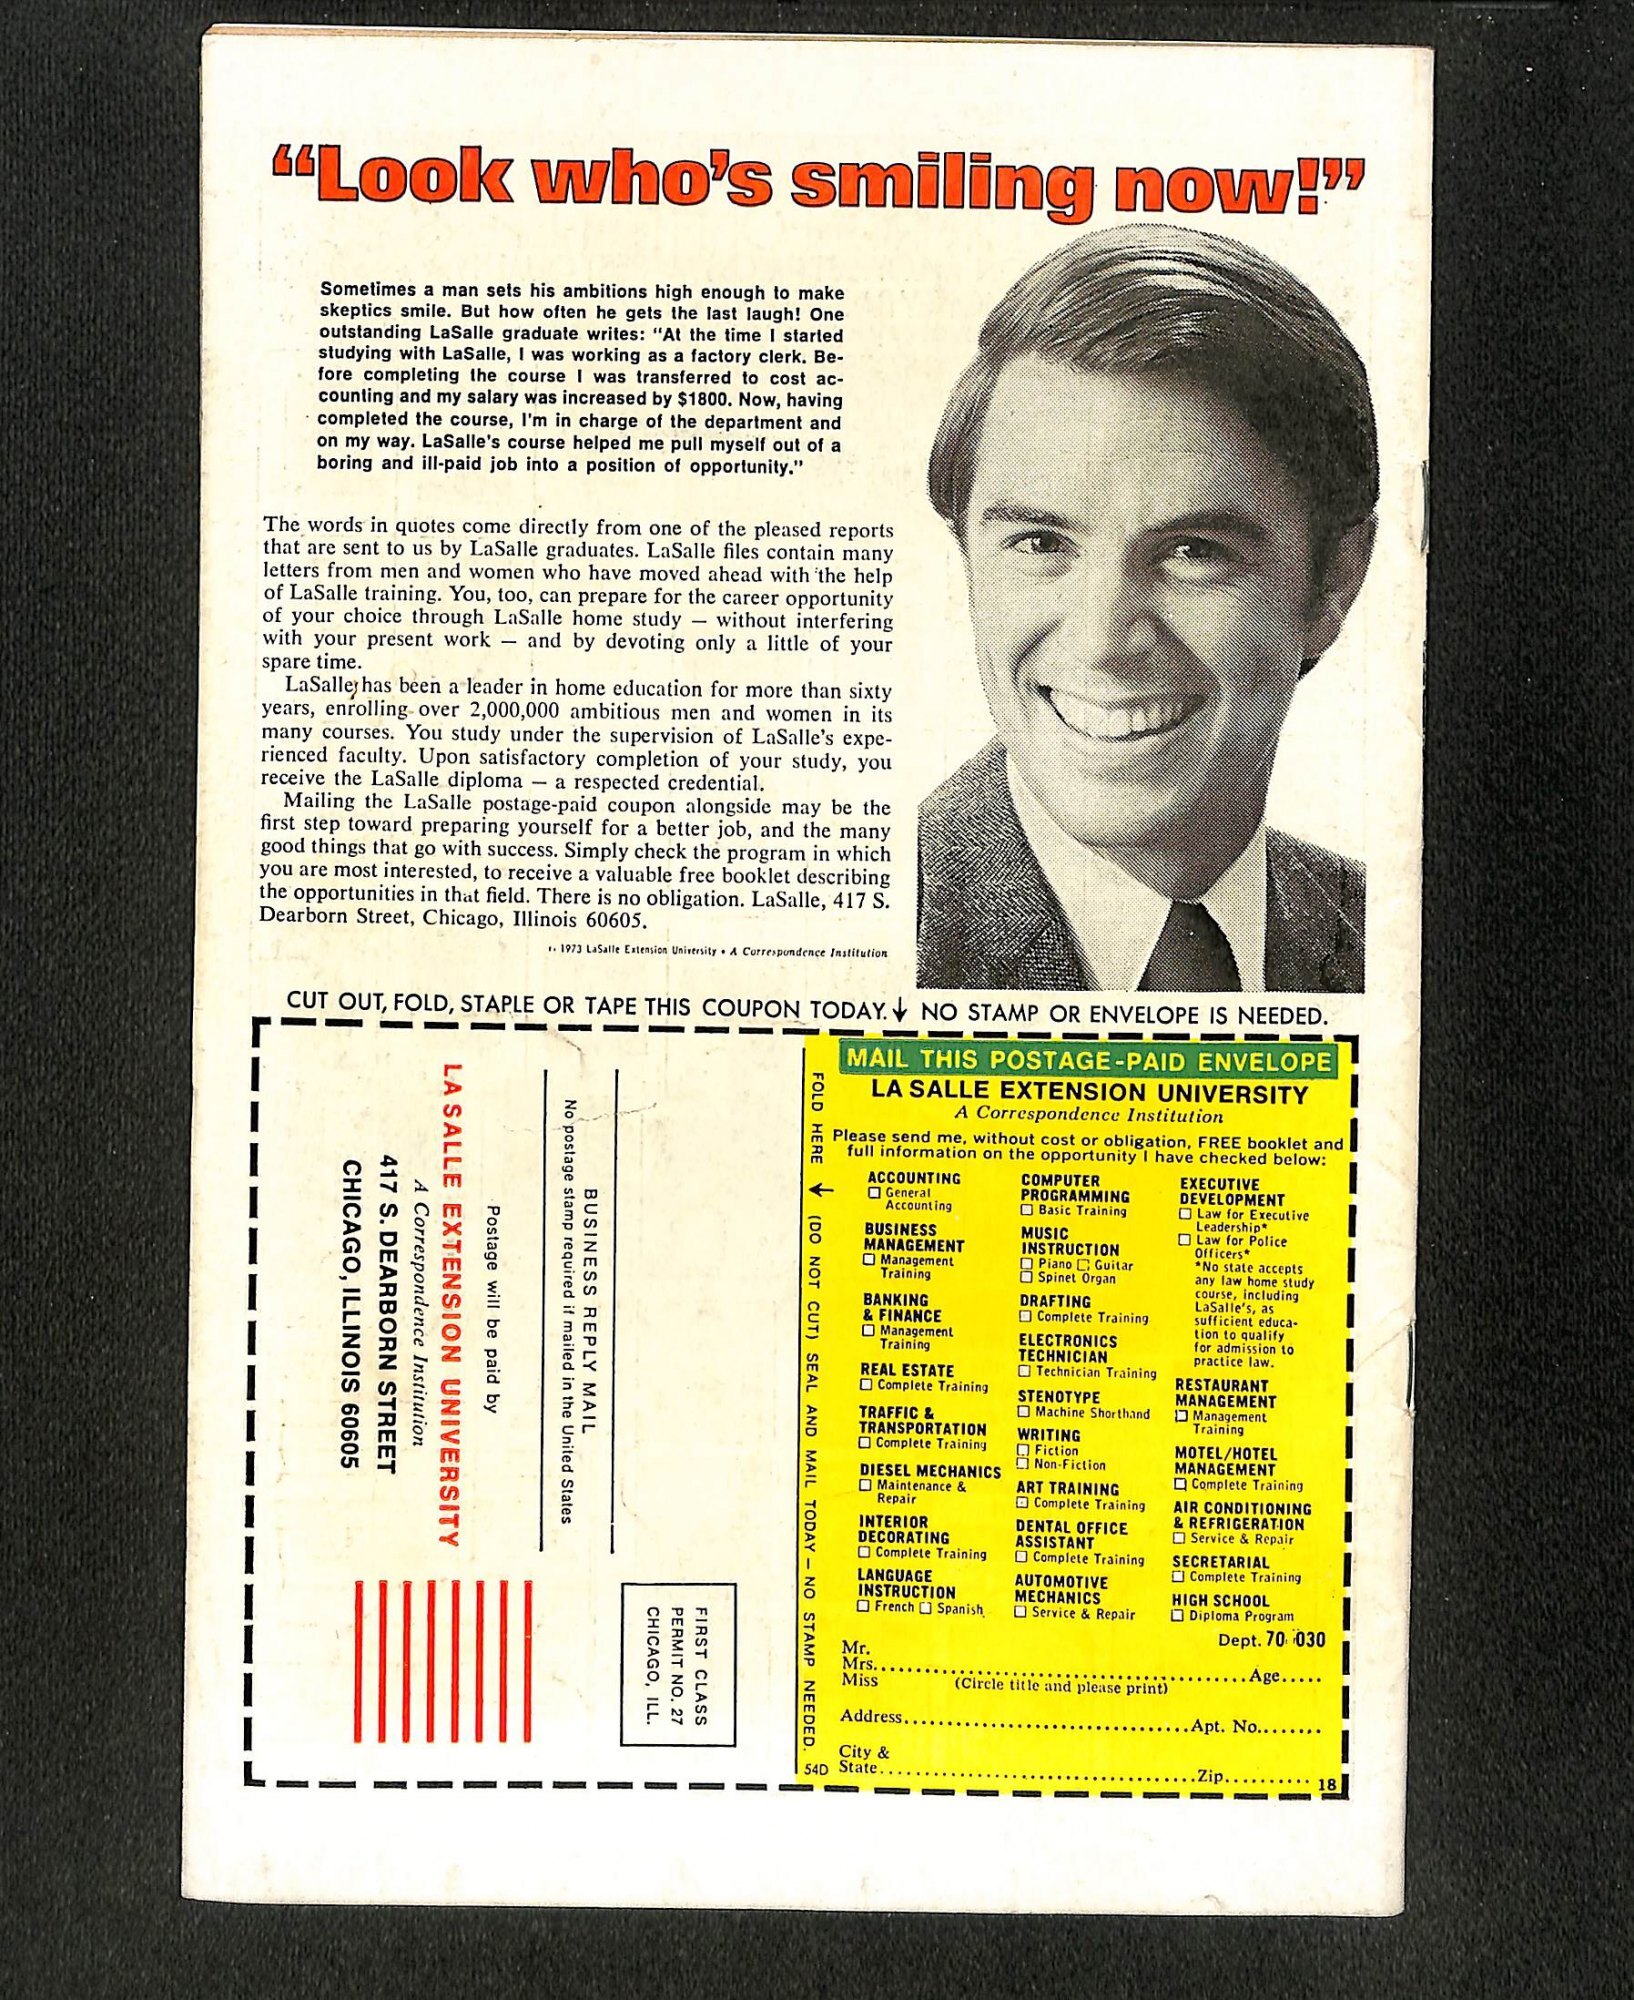 “Look who’s smiling now!”
Sometimes a man sets his ambitions high enough to make
skeptics smile. But how often he gets the last laugh! One
outstanding LaSalle graduate writes: "At the time I started
studying with LaSalle, I was working as a factory clerk. Be-
fore completing the course I was transferred to cost ac-
counting and my salary was increased by $1800. Now, having
completed the course, I'm in charge of the department and
on my way. LaSalle's course helped me pull myself out of a
boring and ill-paid job into a position of opportunity."
The words in quotes come directly from one of the pleased reports
that are sent to us by LaSalle graduates. LaSalle files contain many
letters from men and women who have moved ahead with the help
of LaSalle training. You, too, can prepare for the career opportunity
of your choice through LaSalle home study — without interfering
with your present work — and by devoting only a little of your
spare time.
LaSalle has been a leader in home education for more than sixty
years, enrolling over 2,000,000 ambitious men and women in its
many courses. You study under the supervision of LaSalle's expe-
rienced faculty. Upon satisfactory completion of your study, you
receive the LaSalle diploma — a respected credential.
Mailing the LaSalle postage-paid coupon alongside may be the
first step toward preparing yourself for a better job, and the many
good things that go with success. Simply check the program in which
you are most interested, to receive a valuable free booklet describing
the opportunities in that field. There is no obligation. LaSalle, 417 S.
Dearborn Street, Chicago, Illinois 60605.
1973 LaSalle Extension University • A Correspondence Institution
CUT OUT, FOLD, STAPLE OR TAPE THIS COUPON TODAY. ↓ NO STAMP OR ENVELOPE IS NEEDED.
FIRST CLASS
PERMIT NO. 27
CHICAGO, ILL.
BUSINESS REPLY MAIL
No postage stamp required if mailed in the United States
Postage will be paid by
LA SALLE EXTENSION UNIVERSITY
A Correspondence Institution
417 S. DEARBORN STREET
CHICAGO, ILLINOIS 60605
FOLD HERE ↓ (DO NOT CUT) SEAL AND MAIL TODAY — NO STAMP NEEDED.
MAIL THIS POSTAGE-PAID ENVELOPE
LA SALLE EXTENSION UNIVERSITY
A Correspondence Institution
Please send me, without cost or obligation, FREE booklet and
full information on the opportunity I have checked below:
ACCOUNTING
☐ General
Accounting
BUSINESS
MANAGEMENT
☐ Management
Training
BANKING
& FINANCE
☐ Management
Training
REAL ESTATE
☐ Complete Training
TRAFFIC &
TRANSPORTATION
☐ Complete Training
DIESEL MECHANICS
☐ Maintenance &
Repair
INTERIOR
DECORATING
☐ Complete Training
LANGUAGE
INSTRUCTION
☐ French ☐ Spanish
COMPUTER
PROGRAMMING
☐ Basic Training
MUSIC
INSTRUCTION
☐ Piano ☐ Guitar
☐ Spinet Organ
DRAFTING
☐ Complete Training
ELECTRONICS
TECHNICIAN
☐ Technician Training
STENOTYPE
☐ Machine Shorthand
WRITING
☐ Fiction
☐ Non-Fiction
ART TRAINING
☐ Complete Training
DENTAL OFFICE
ASSISTANT
☐ Complete Training
AUTOMOTIVE
MECHANICS
☐ Service & Repair
EXECUTIVE
DEVELOPMENT
☐ Law for Executive
Leadership*
☐ Law for Police
Officers*
*No state accepts
any law home study
course, including
LaSalle's, as
sufficient educa-
tion to qualify
for admission to
practice law.
RESTAURANT
MANAGEMENT
☐ Management
Training
MOTEL/HOTEL
MANAGEMENT
☐ Complete Training
AIR CONDITIONING
& REFRIGERATION
☐ Service & Repair
SECRETARIAL
☐ Complete Training
HIGH SCHOOL
☐ Diploma Program
Dept. 70-030
Mr.
Mrs. Age
Miss (Circle title and please print)
Address Apt. No.
City &
State Zip
54D
18